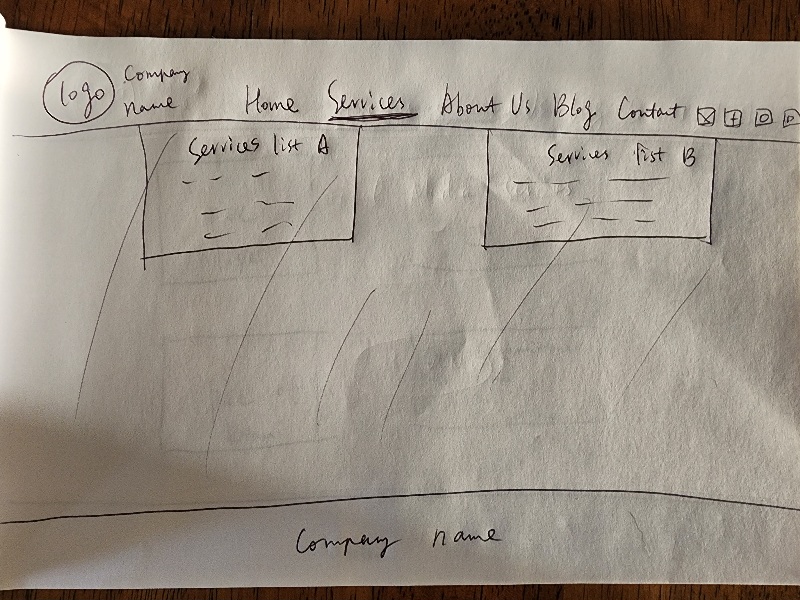 logo
Company
name
Home Services About Us Blog Contact
Services list A
Services list B
Company name